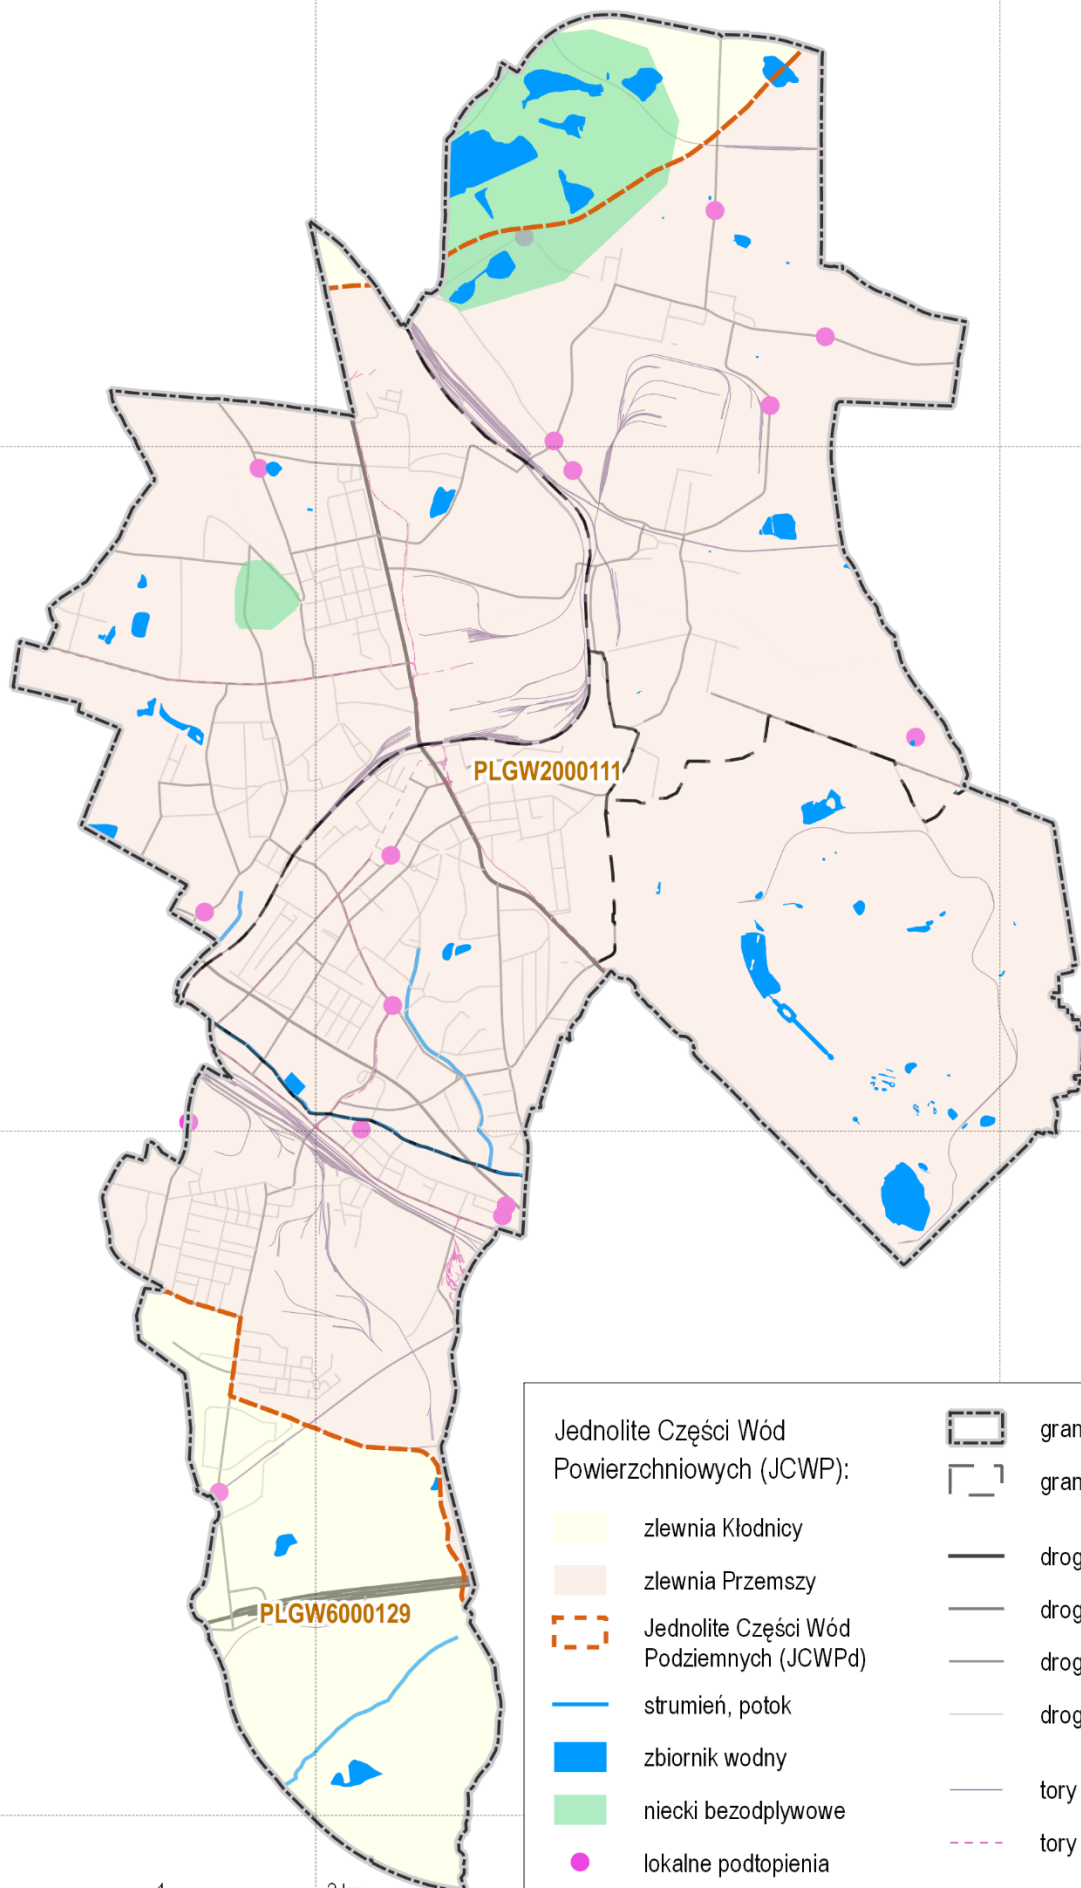 PLGW2000111
PLGW6000129
Jednolite Części Wód
Powierzchniowych (JCWP):
zlewnia Kłodnicy
zlewnia Przemszy
Jednolite Części Wód
Podziemnych (JCWPd)
strumień, potok
zbiornik wodny
niecki bezodpływowe
lokalne podtopienia
gran
gran
drog
drog
drog
drog
tory
tory